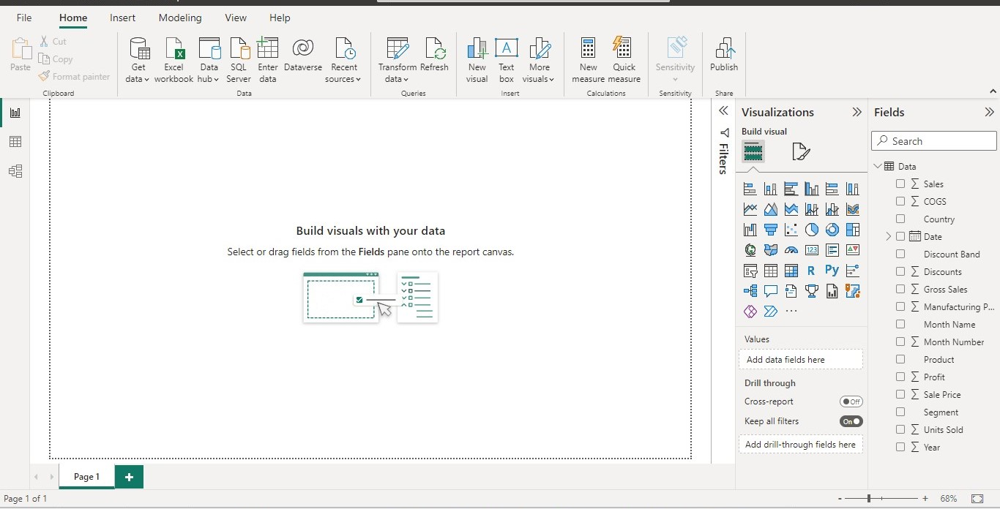 File Home Insert Modeling View Help
Paste
Cut
Copy
Format painter
Clipboard
Get data
Excel workbook
Data hub
SQL Server
Enter data
Dataverse
Recent sources
Data
Transform data
Refresh
Queries
New visual
Text box
More visuals
Insert
New measure
Quick measure
Calculations
Sensitivity
Sensitivity
Publish
Share
Build visuals with your data
Select or drag fields from the Fields pane onto the report canvas.
Filters
Visualizations
Build visual
123
R
Py
Values
Add data fields here
Drill through
Cross-report
Off
Keep all filters
On
Add drill-through fields here
Fields
Search
Data
Sales
COGS
Country
Date
Discount Band
Discounts
Gross Sales
Manufacturing P...
Month Name
Month Number
Product
Profit
Sale Price
Segment
Units Sold
Year
Page 1
Page 1 of 1
- + 68%